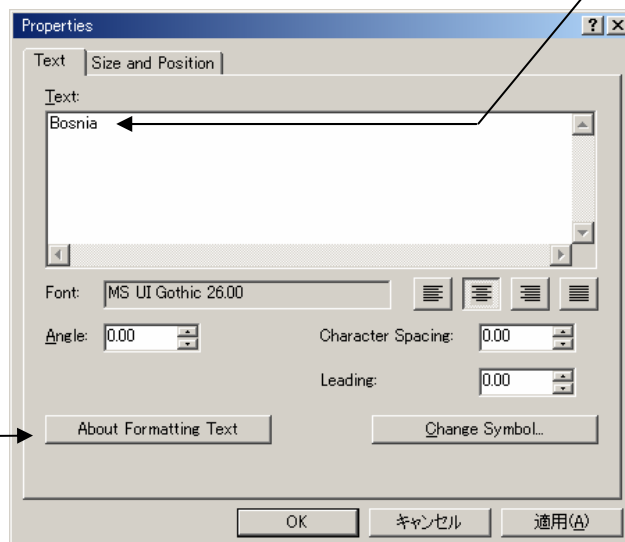 Properties
Text Size and Position
Text:
Bosnia
Font: MS UI Gothic 26.00
Angle: 0.00 Character Spacing: 0.00
Leading: 0.00
About Formatting Text Change Symbol...
OK キャンセル 適用(A)